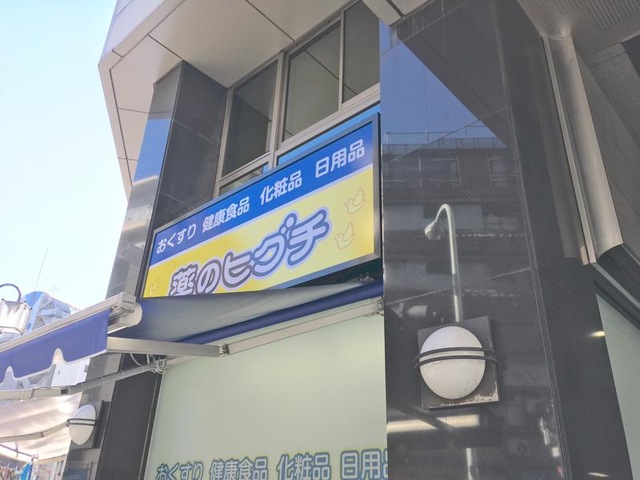 おくすり 健康食品 化粧品 日用品
薬のヒグチ
おくすり 健康食品 化粧品 日用品